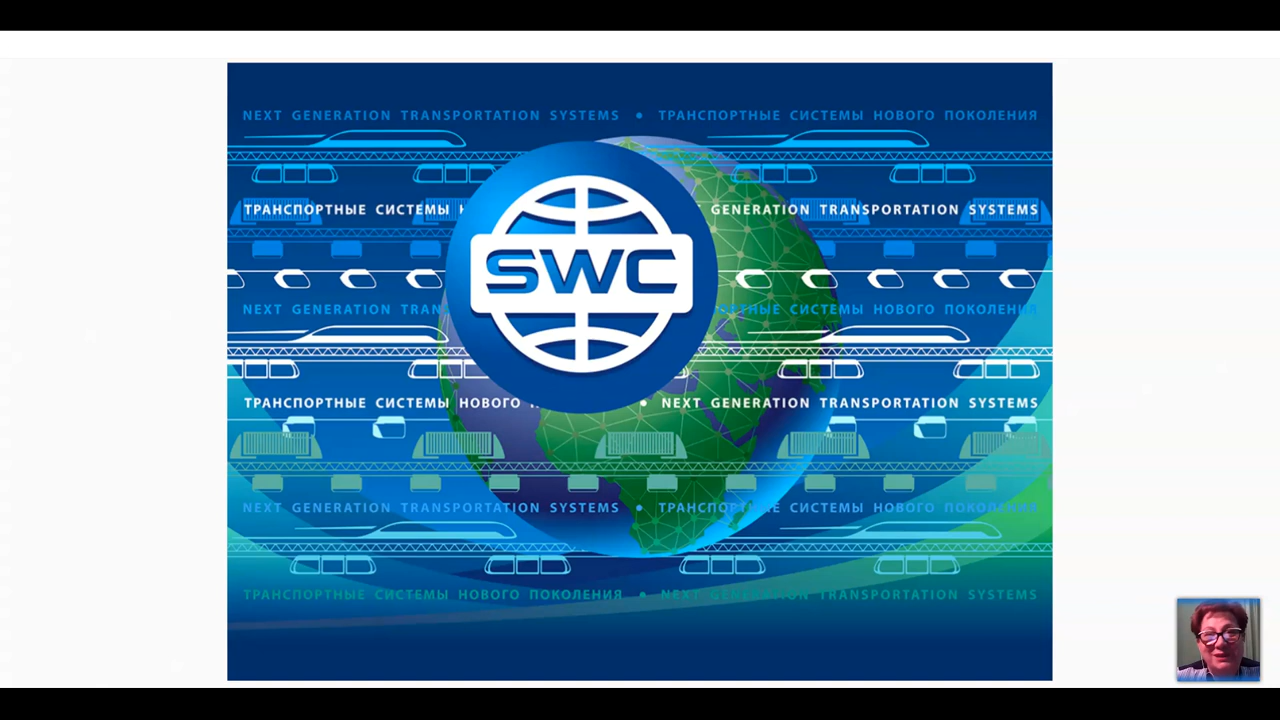 NEXT GENERATION TRANSPORTATION SYSTEMS • ТРАНСПОРТНЫЕ СИСТЕМЫ НОВОГО ПОКОЛЕНИЯ
ТРАНСПОРТНЫЕ СИСТЕМЫ GENERATION TRANSPORTATION SYSTEMS
SWC
NEXT GENERATION СИСТЕМЫ НОВОГО ПОКОЛЕНИЯ
ТРАНСПОРТНЫЕ СИСТЕМЫ НОВОГО • NEXT GENERATION TRANSPORTATION SYSTEMS
NEXT GENERATION TRANSPORTATION SYSTEMS • ТРАНСПОРТНЫЕ СИСТЕМЫ НОВОГО ПОКОЛЕНИЯ
ТРАНСПОРТНЫЕ СИСТЕМЫ НОВОГО ПОКОЛЕНИЯ • NEXT GENERATION TRANSPORTATION SYSTEMS